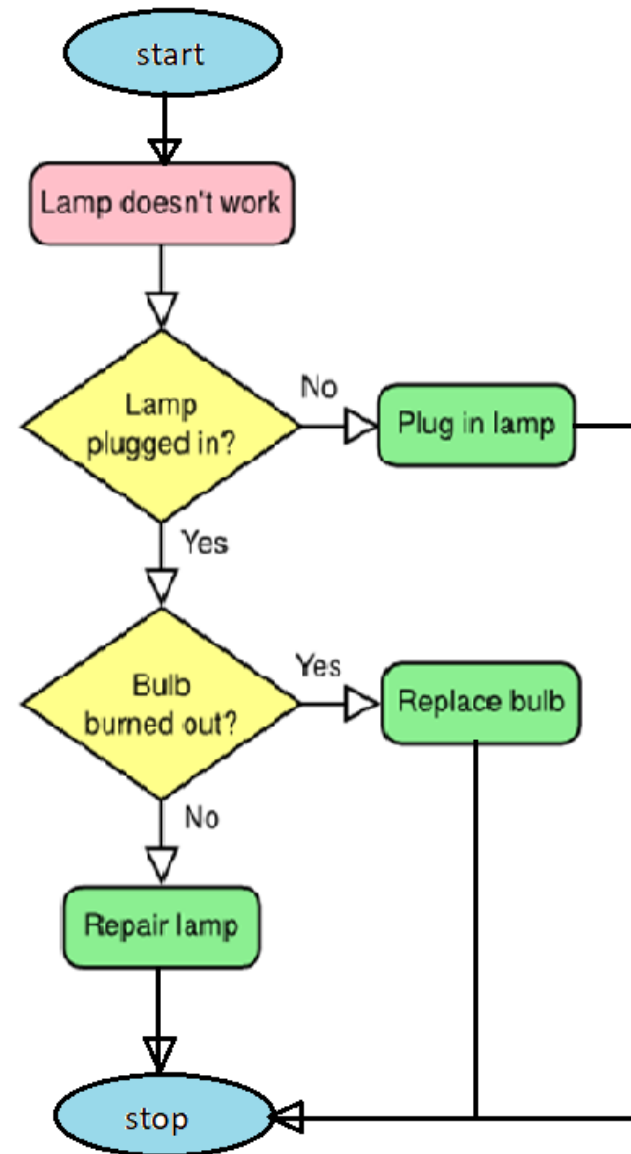 start
Lamp doesn't work
Lamp
plugged in?
No
Plug in lamp
Yes
Bulb
burned out?
Yes
Replace bulb
No
Repair lamp
stop